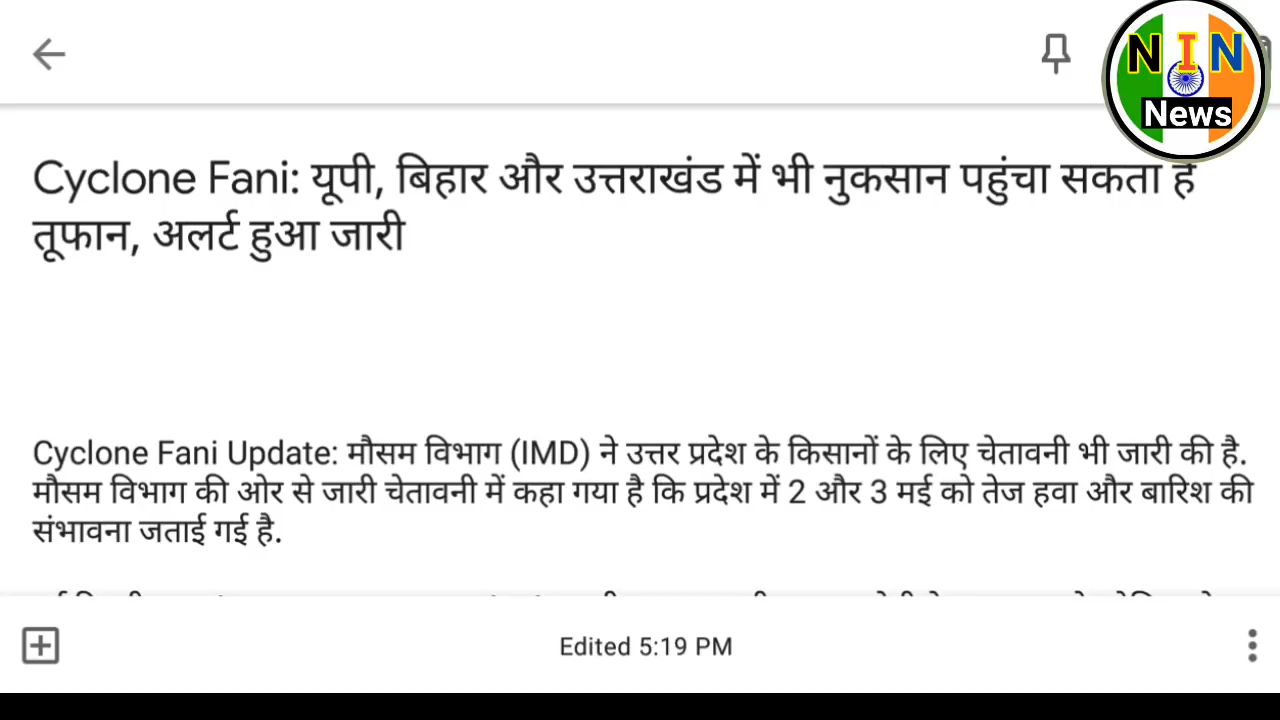 NIN
News
Cyclone Fani: यूपी, बिहार और उत्तराखंड में भी नुकसान पहुंचा सकता है
तूफान, अलर्ट हुआ जारी
Cyclone Fani Update: मौसम विभाग (IMD) ने उत्तर प्रदेश के किसानों के लिए चेतावनी भी जारी की है.
मौसम विभाग की ओर से जारी चेतावनी में कहा गया है कि प्रदेश में 2 और 3 मई को तेज हवा और बारिश की
संभावना जताई गई है.
Edited 5:19 PM